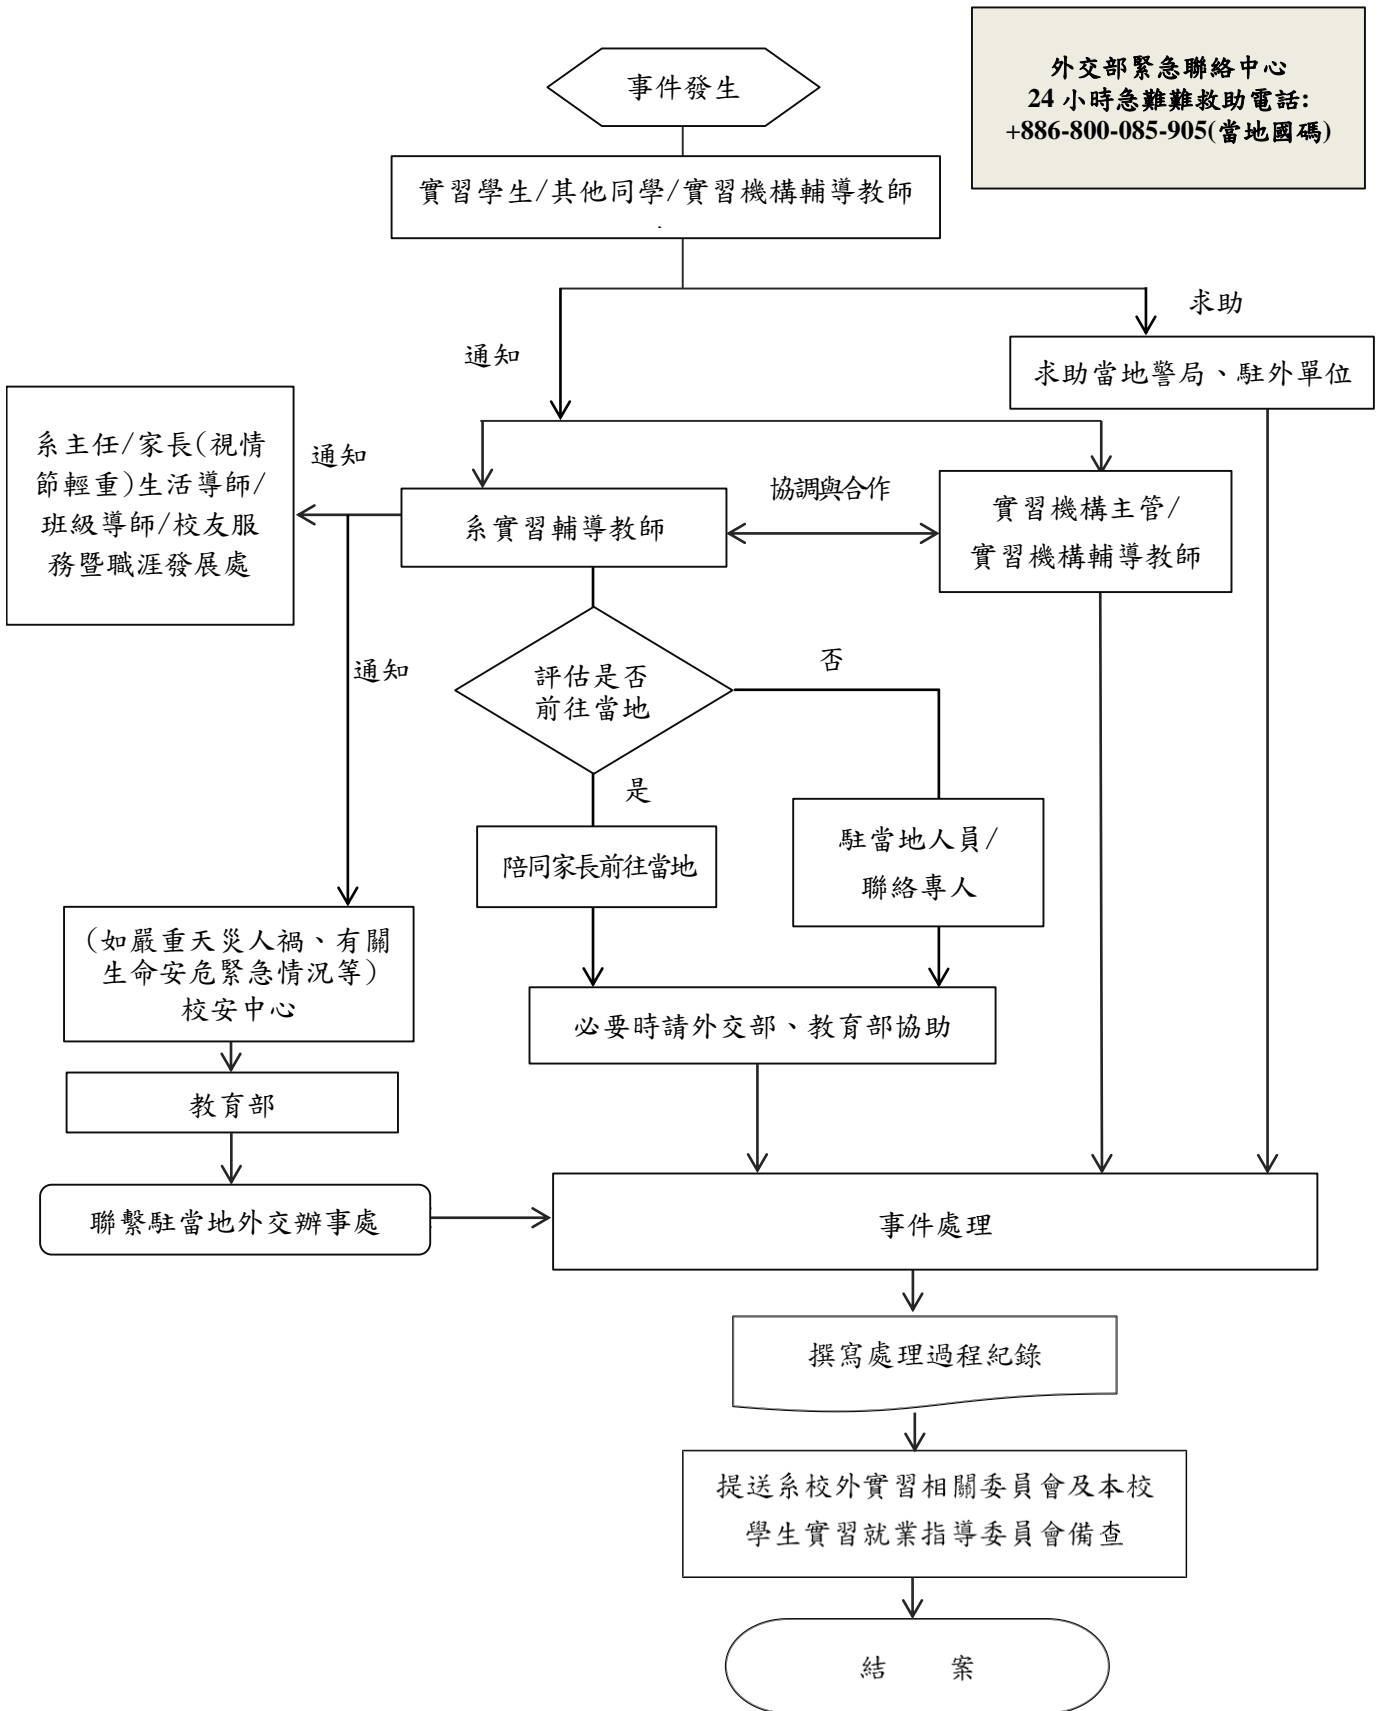 事件發生
外交部緊急聯絡中心
24 小時急難難救助電話:
+886-800-085-905(當地國碼)
實習學生/其他同學/實習機構輔導教師
求助
通知
求助當地警局、駐外單位
系主任/家長(視情
節輕重)生活導師/
班級導師/校友服
務暨職涯發展處
通知
系實習輔導教師
協調與合作
實習機構主管/
實習機構輔導教師
通知
評估是否
前往當地
否
是
陪同家長前往當地
駐當地人員/
聯絡專人
(如嚴重天災人禍、有關
生命安危緊急情況等)
校安中心
必要時請外交部、教育部協助
教育部
聯繫駐當地外交辦事處
事件處理
撰寫處理過程紀錄
提送系校外實習相關委員會及本校
學生實習就業指導委員會備查
結 案